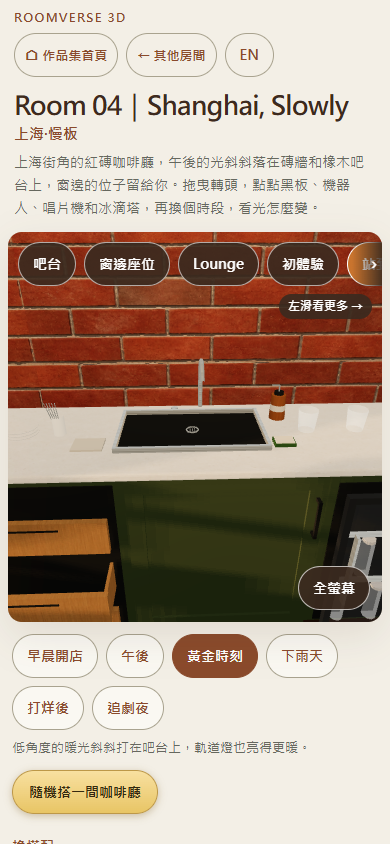 ROOMVERSE 3D
作品集首頁
← 其他房間
EN
Room 04｜Shanghai, Slowly
上海·慢板
上海街角的紅磚咖啡廳，午後的光斜斜落在磚牆和橡木吧
台上，窗邊的位子留給你。拖曳轉頭，點點黑板、機器
人、唱片機和冰滴塔，再換個時段，看光怎麼變。
吧台
窗邊座位
Lounge
初體驗
左滑看更多 →
全螢幕
早晨開店
午後
黃金時刻
下雨天
打烊後
追劇夜
低角度的暖光斜斜打在吧台上，軌道燈也亮得更暖。
隨機搭一間咖啡廳